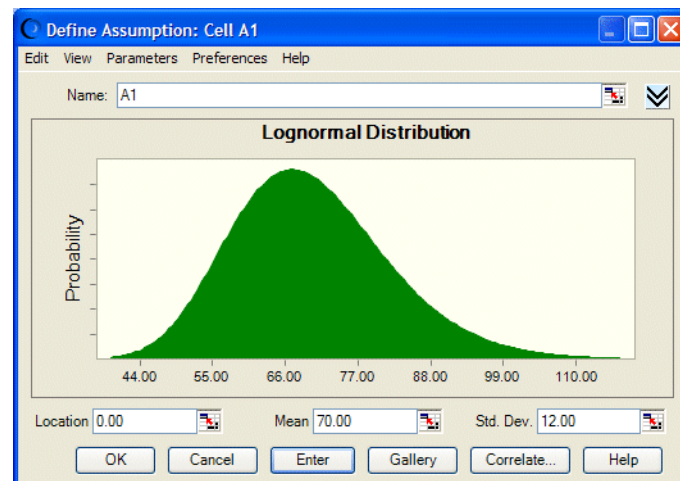 Define Assumption: Cell A1
Edit View Parameters Preferences Help
Name: A1
Lognormal Distribution
Probability
44.00 55.00 66.00 77.00 88.00 99.00 110.00
Location 0.00 Mean 70.00 Std. Dev. 12.00
OK Cancel Enter Gallery Correlate... Help